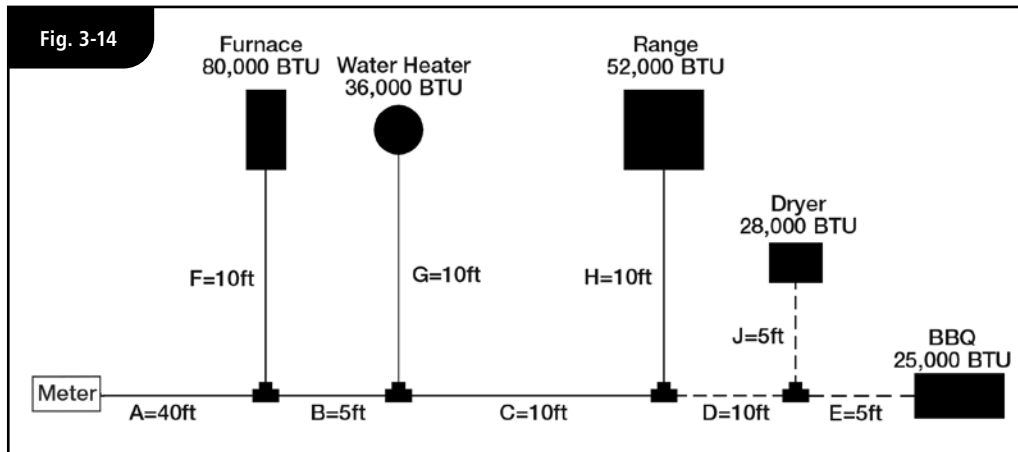 Fig. 3-14
Furnace
80,000 BTU
Water Heater
36,000 BTU
Range
52,000 BTU
Dryer
28,000 BTU
F=10ft
G=10ft
H=10ft
J=5ft
BBQ
25,000 BTU
Meter
A=40ft
B=5ft
C=10ft
D=10ft
E=5ft